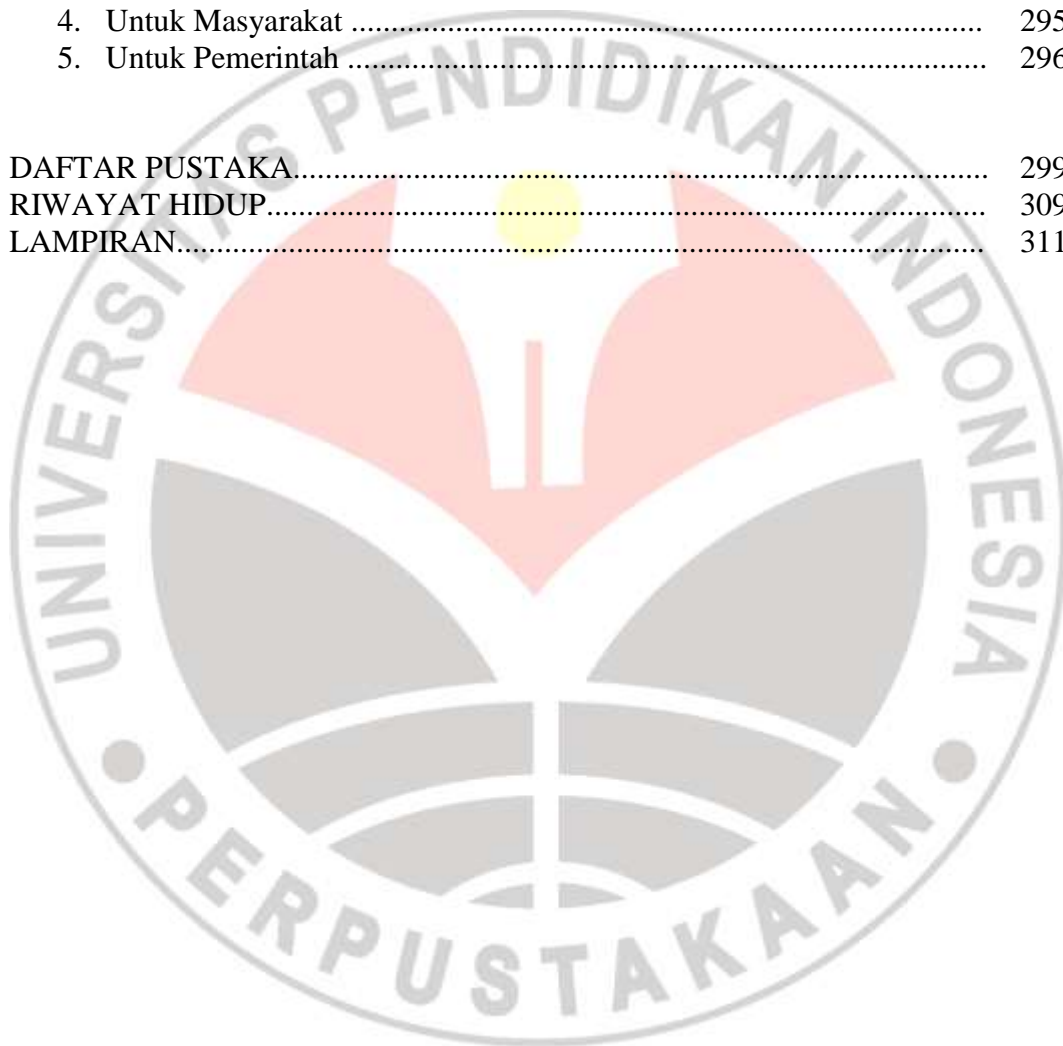 4. Untuk Masyarakat ............................................................................... 295
5. Untuk Pemerintah ................................................................................ 296
DAFTAR PUSTAKA....................................................................................... 299
RIWAYAT HIDUP.......................................................................................... 309
LAMPIRAN..................................................................................................... 311
UNIVERSITAS PENDIDIKAN INDONESIA
• PERPUSTAKAAN •